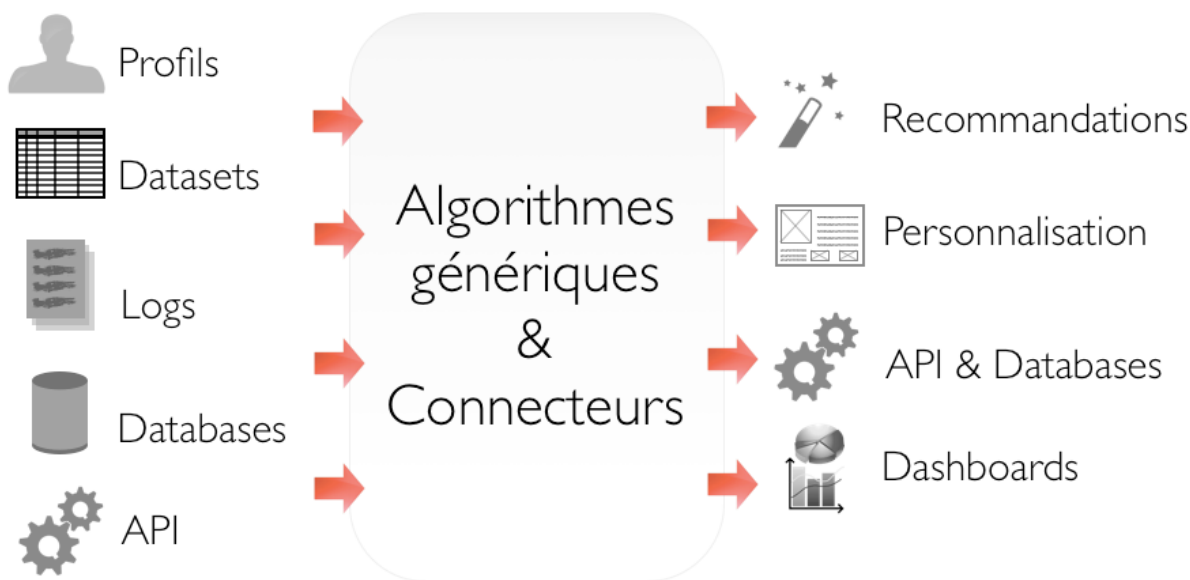 Profils
Datasets
Logs
Databases
API
Algorithmes
génériques
&
Connecteurs
Recommandations
Personnalisation
API & Databases
Dashboards